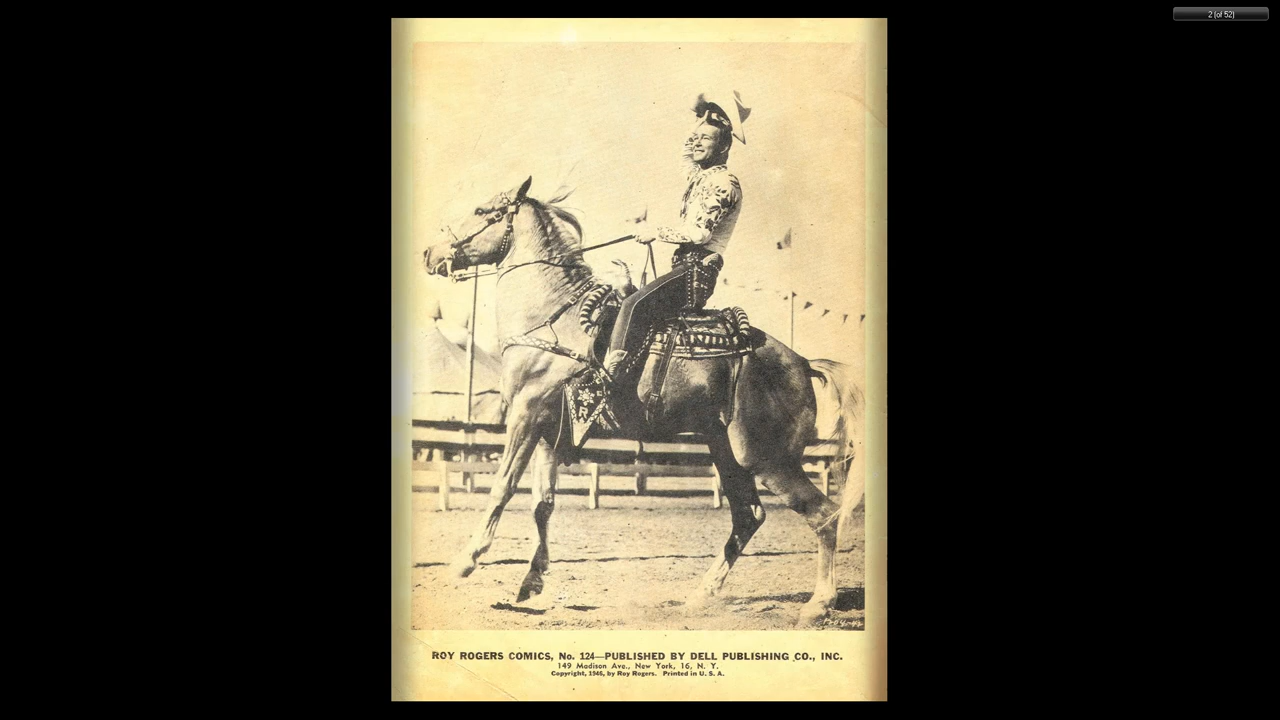 2 (of 52)
ROY ROGERS COMICS, No. 124—PUBLISHED BY DELL PUBLISHING CO., INC.
149 Madison Ave., New York, 16, N. Y.
Copyright, 1946, by Roy Rogers. Printed in U. S. A.